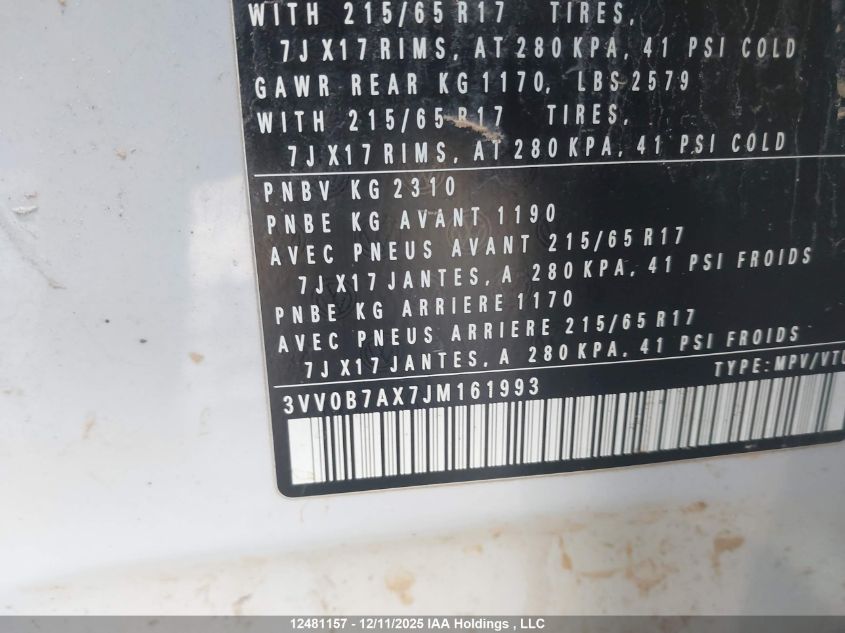 WITH 215/65 R17 TIRES,
7J X17 RIMS, AT 280 KPA, 41 PSI COLD
GAWR REAR KG 1170, LBS 2579
WITH 215/65 R17 TIRES,
7J X17 RIMS, AT 280 KPA, 41 PSI COLD
PNBV KG 2310
PNBE KG AVANT 1190
AVEC PNEUS AVANT 215/65 R17
7J X17 JANTES, A 280 KPA, 41 PSI FROIDS
PNBE KG ARRIERE 1170
AVEC PNEUS ARRIERE 215/65 R17
7J X17 JANTES, A 280 KPA, 41 PSI FROIDS
TYPE: MPV/VTU
3VV0B7AX7JM161993
12481157 - 12/11/2025 IAA Holdings , LLC